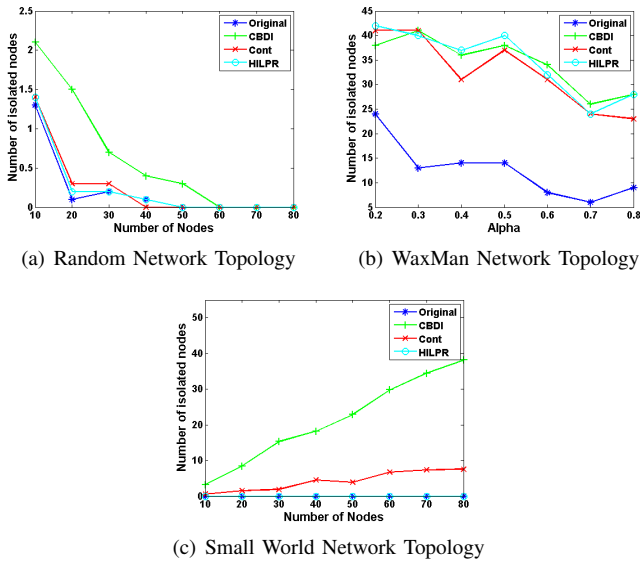 2.5
2
1.5
1
0.5
0
10 20 30 40 50 60 70 80
Number of isolated nodes
Number of Nodes
Original
CBDI
Cont
HILPR
(a) Random Network Topology
45
40
35
30
25
20
15
10
5
0.2 0.3 0.4 0.5 0.6 0.7 0.8
Number of isolated nodes
Alpha
Original
CBDI
Cont
HILPR
(b) WaxMan Network Topology
50
40
30
20
10
0
10 20 30 40 50 60 70 80
Number of isolated nodes
Number of Nodes
Original
CBDI
Cont
HILPR
(c) Small World Network Topology